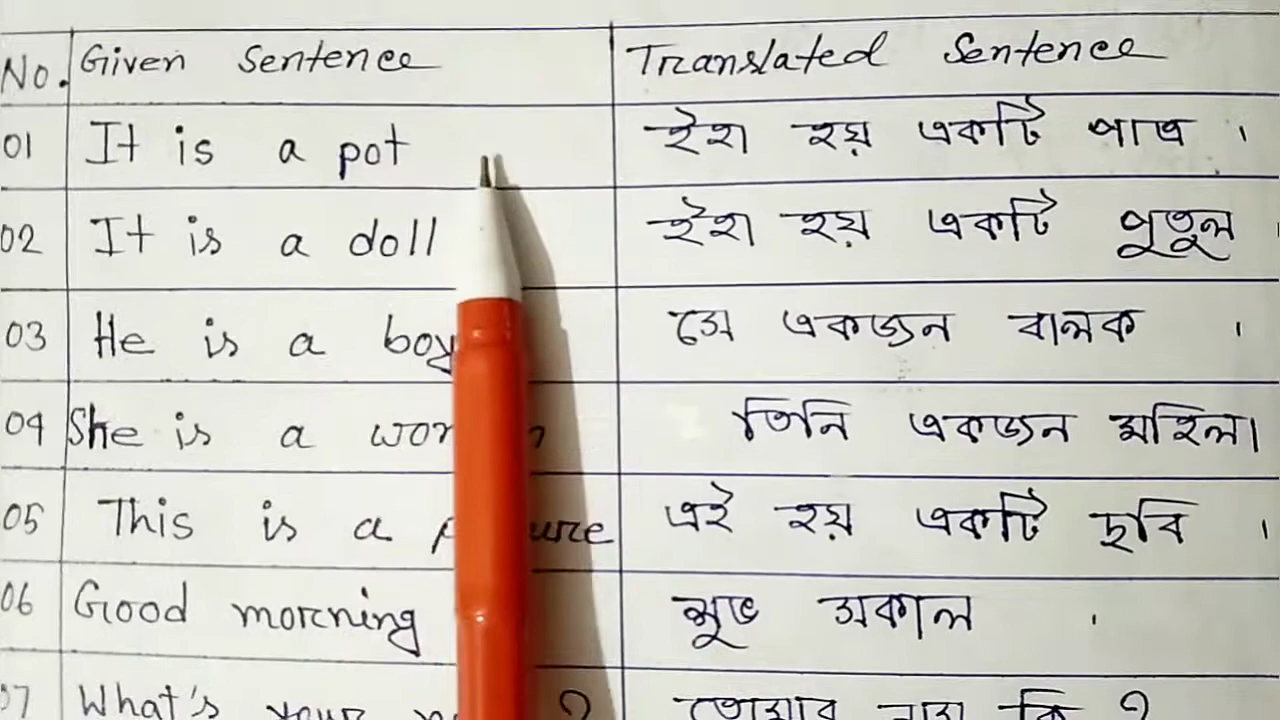 No. Given Sentence Translated Sentence
01 It is a pot ইহা হয় একটি পাত্র ।
02 It is a doll ইহা হয় একটি পুতুল ।
03 He is a boy সে একজন বালক ।
04 She is a তিনি একজন মহিলা
05 This is a এই হয় একটি ছবি ।
06 Good morning শুভ সকাল .
07 What's your ? তোমার নাম কি ?